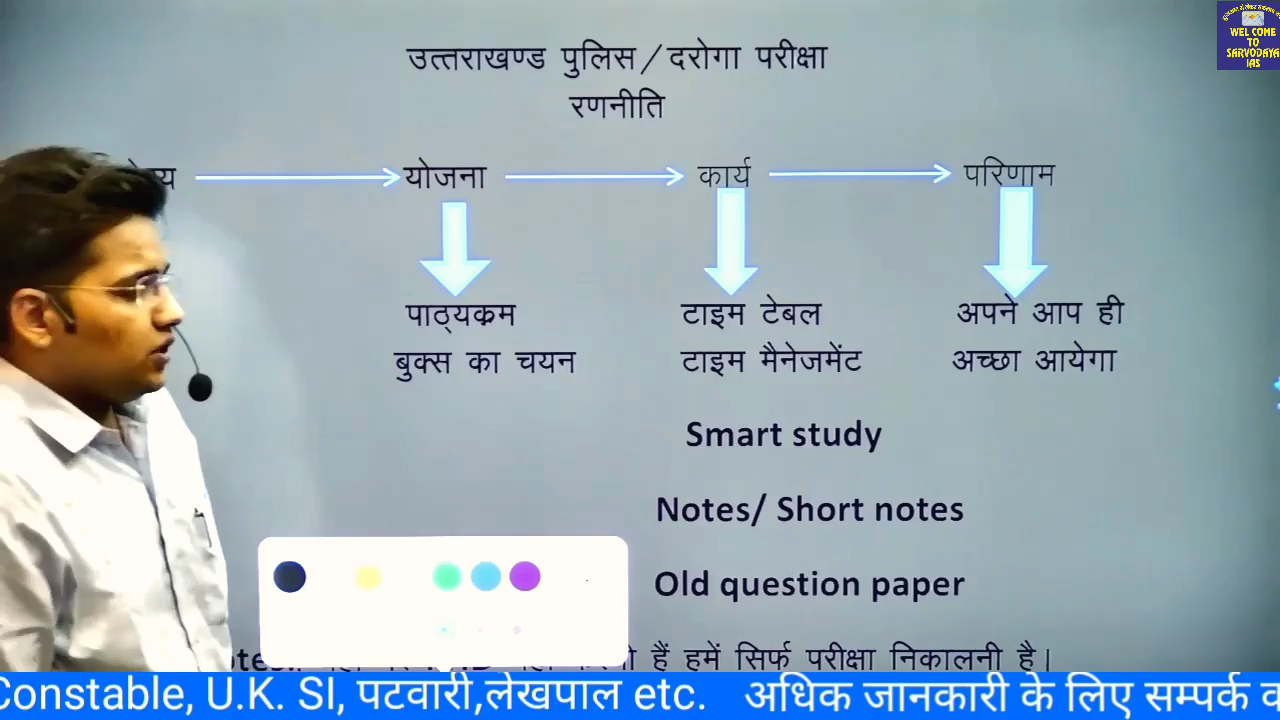 उत्तराखण्ड पुलिस/दरोगा परीक्षा
रणनीति
योजना कार्य परिणाम
पाठ्यक्रम टाइम टेबल अपने आप ही
बुक्स का चयन टाइम मैनेजमेंट अच्छा आयेगा
Smart study
Notes/ Short notes
Old question paper
हैं हमें सिर्फ परीक्षा निकालनी है।
Constable, U.K. SI, पटवारी,लेखपाल etc. अधिक जानकारी के लिए सम्पर्क
WEL COME
TO
SARVODAYA
IAS